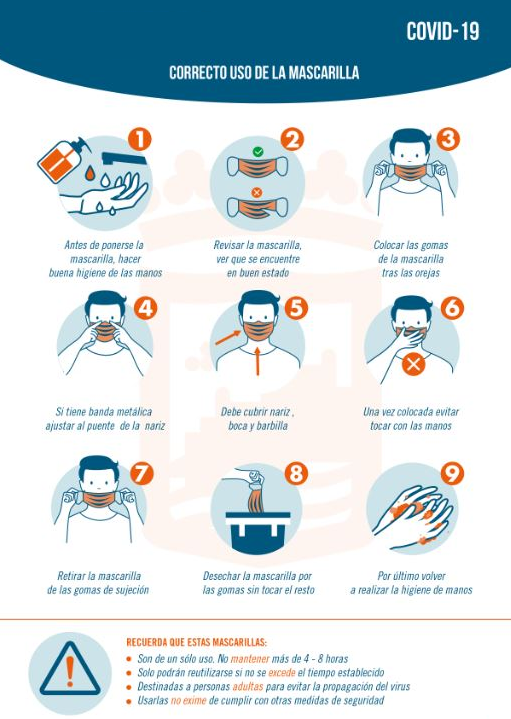 COVID-19
CORRECTO USO DE LA MASCARILLA
1
Antes de ponerse la
mascarilla, hacer
buena higiene de las manos
2
Revisar la mascarilla,
ver que se encuentre
en buen estado
3
Colocar las gomas
de la mascarilla
tras las orejas
4
Si tiene banda metálica
ajustar al puente de la nariz
5
Debe cubrir nariz ,
boca y barbilla
6
Una vez colocada evitar
tocar con las manos
7
Retirar la mascarilla
de las gomas de sujeción
8
Desechar la mascarilla por
las gomas sin tocar el resto
9
Por último volver
a realizar la higiene de manos
RECUERDA QUE ESTAS MASCARILLAS:
Son de un sólo uso. No mantener más de 4 - 8 horas
Solo podrán reutilizarse si no se excede el tiempo establecido
Destinadas a personas adultas para evitar la propagación del virus
Usarlas no exime de cumplir con otras medidas de seguridad